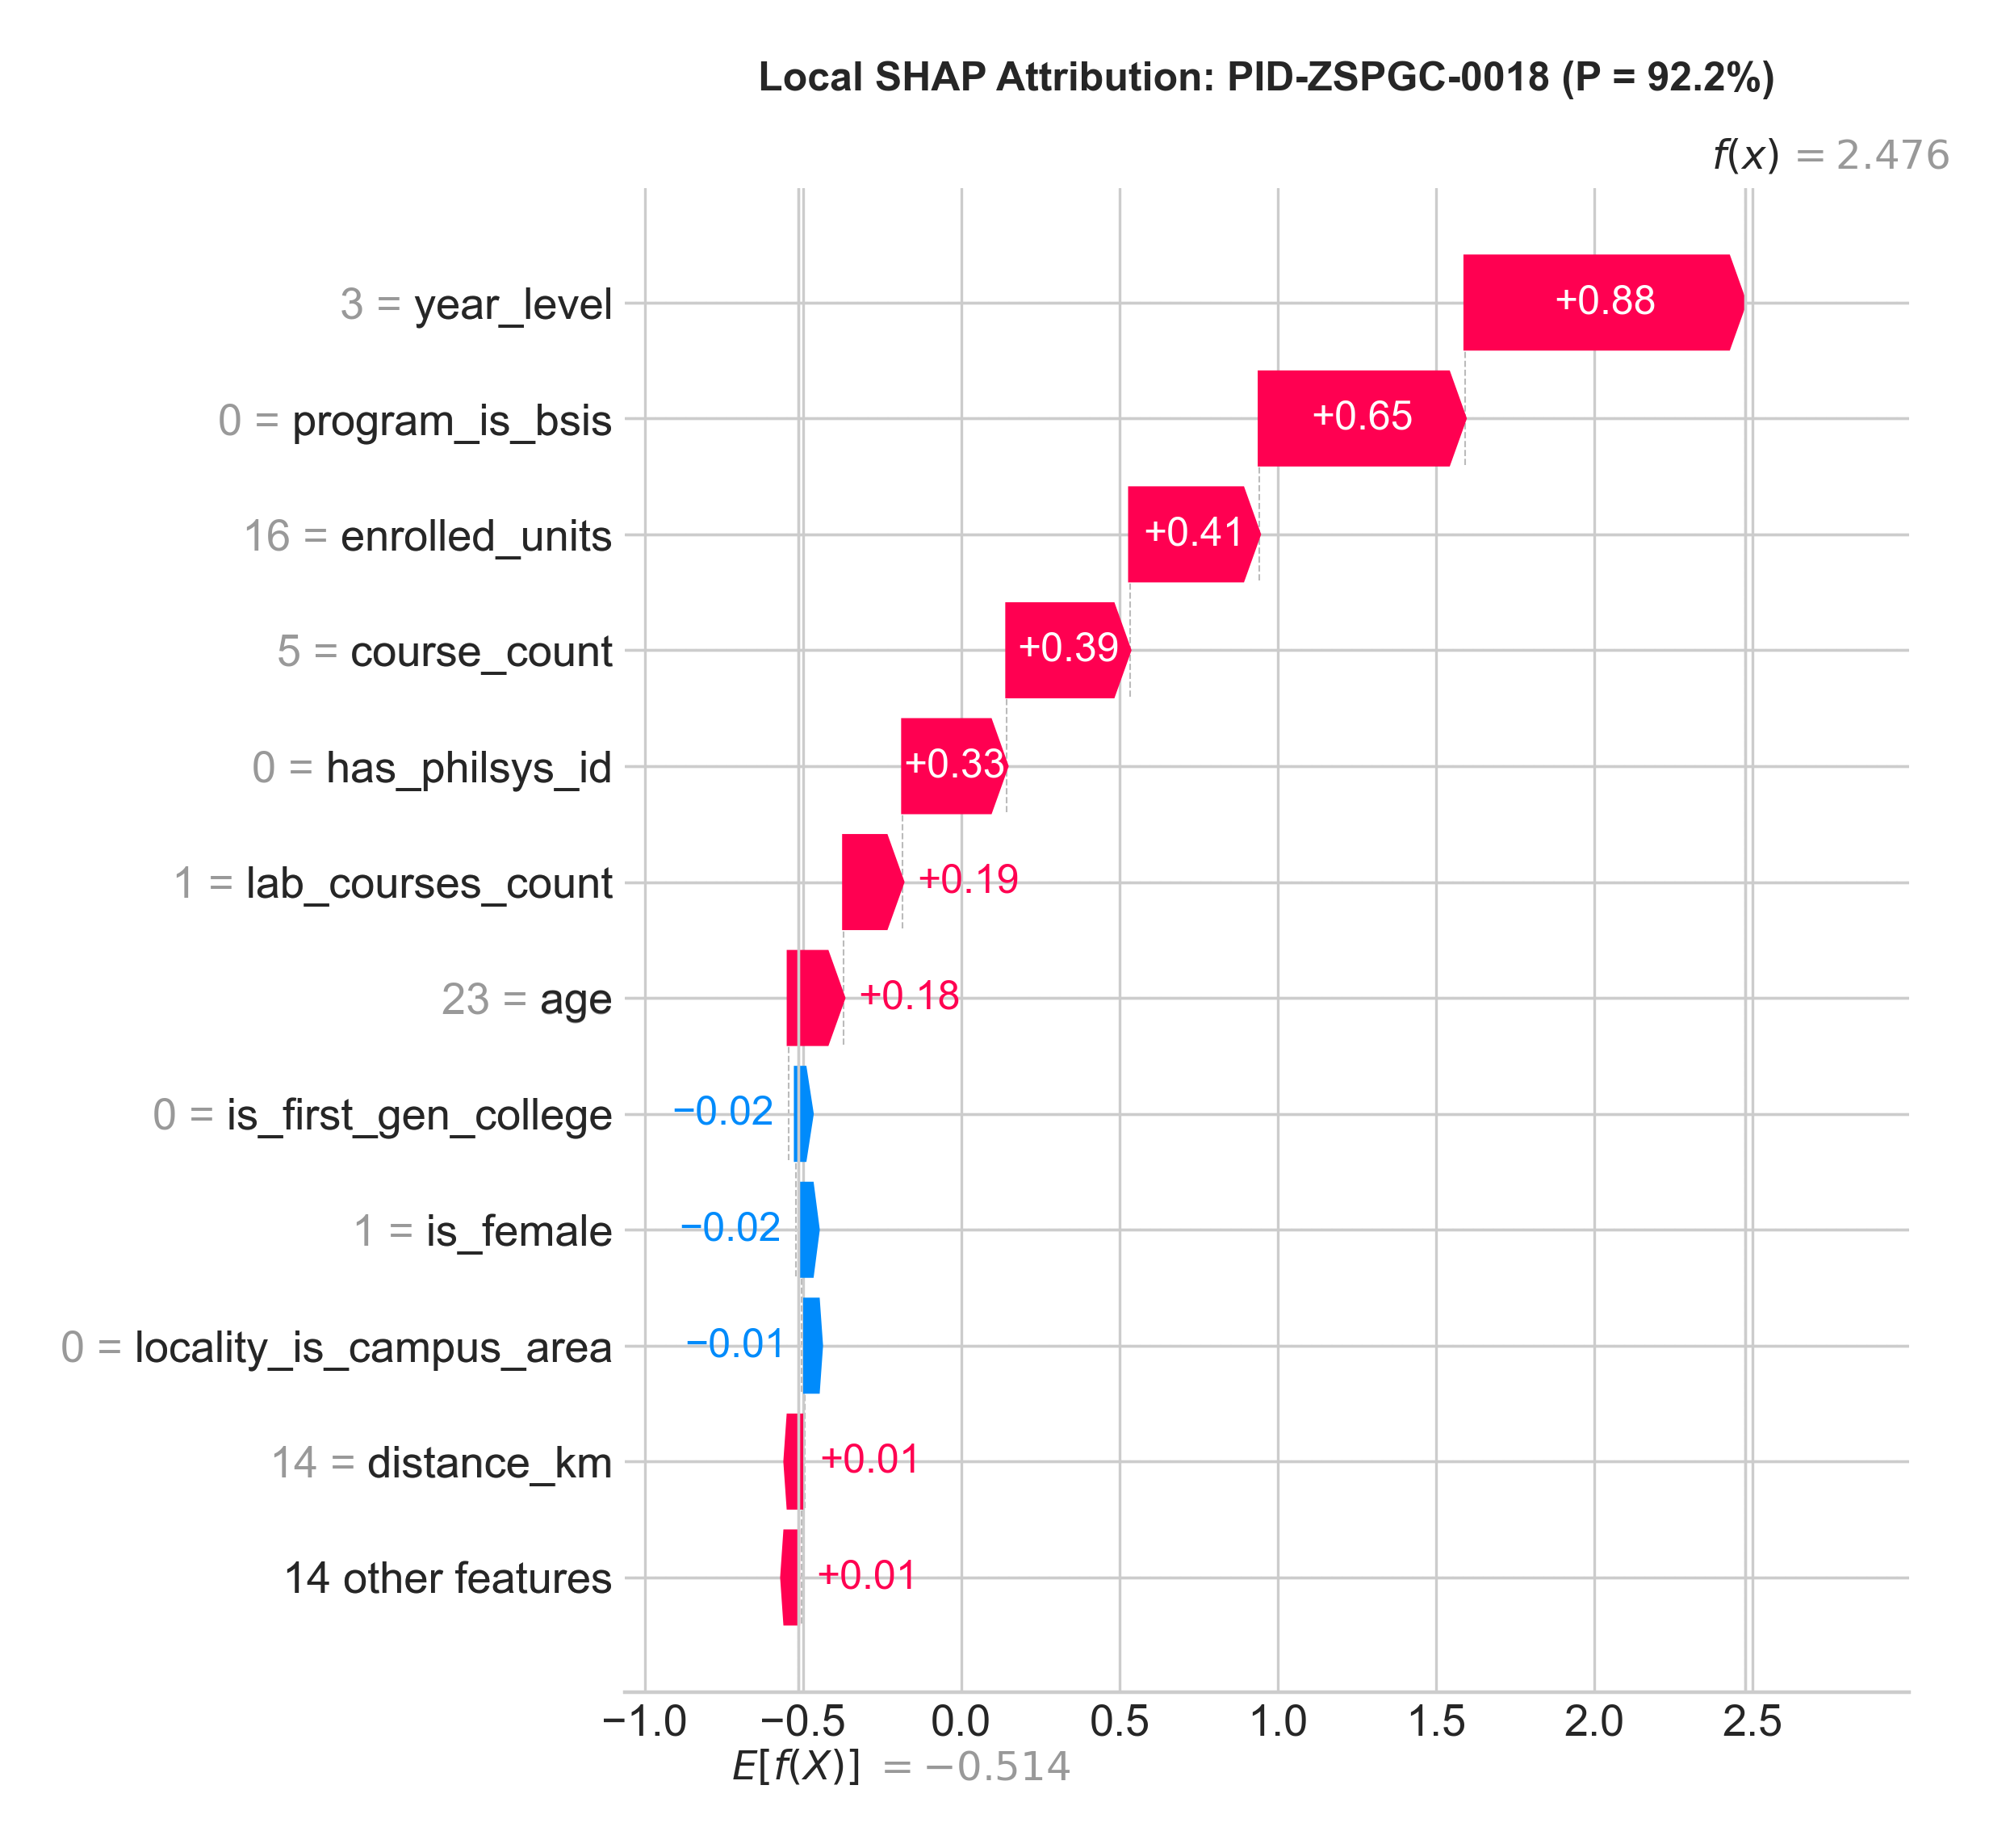 Local SHAP Attribution: PID-ZSPGC-0018 (P = 92.2%)
f(x) = 2.476
3 = year_level +0.88
0 = program_is_bsis +0.65
16 = enrolled_units +0.41
5 = course_count +0.39
0 = has_philsys_id +0.33
1 = lab_courses_count +0.19
23 = age +0.18
0 = is_first_gen_college −0.02
1 = is_female −0.02
0 = locality_is_campus_area −0.01
14 = distance_km +0.01
14 other features +0.01
−1.0 −0.5 0.0 0.5 1.0 1.5 2.0 2.5
E[f(X)] = −0.514